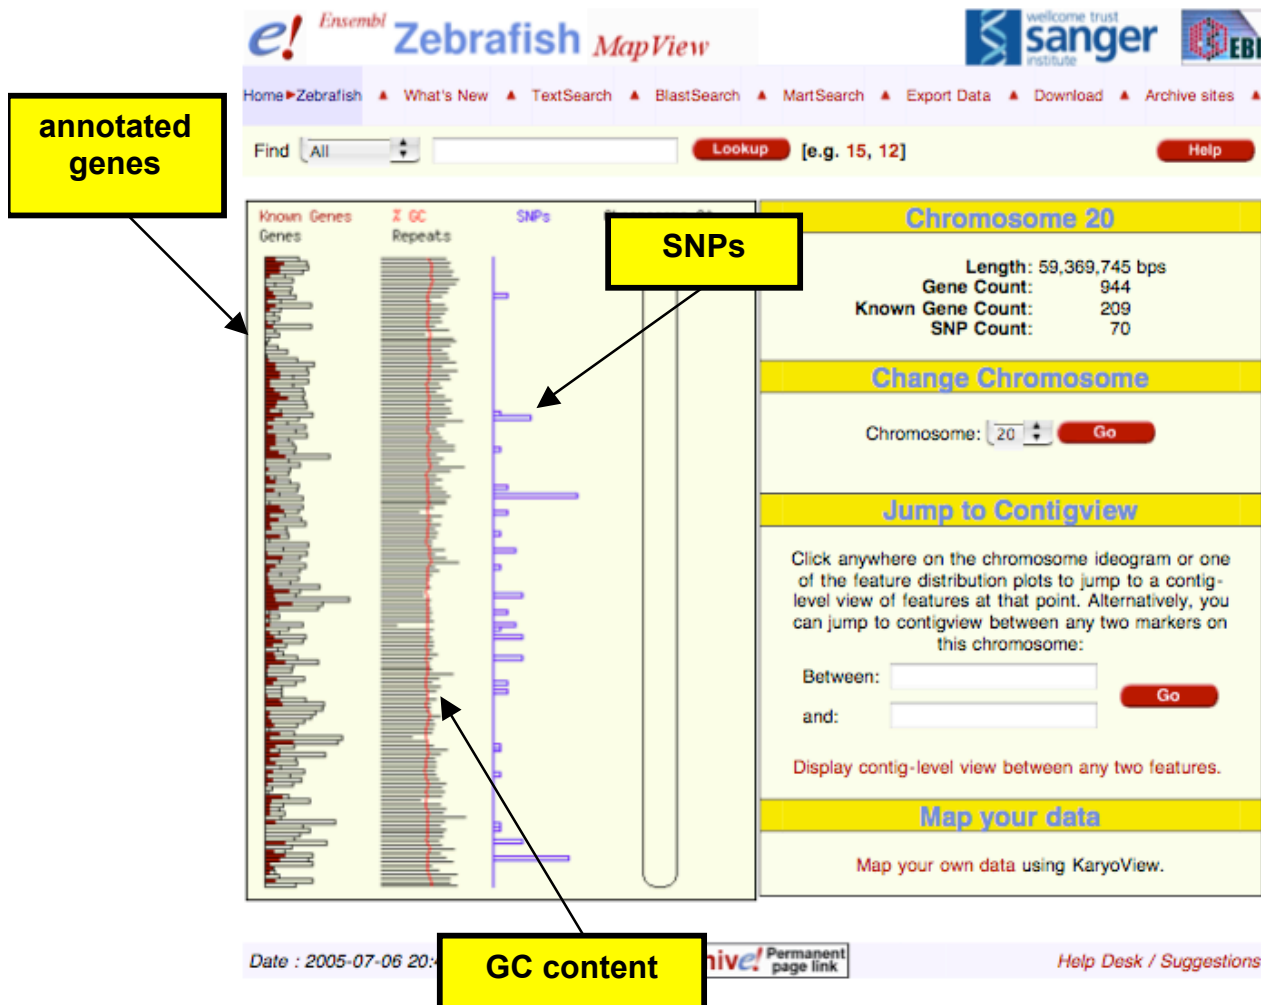 e! Ensembl Zebrafish MapView
wellcome trust
sanger
institute
EBI
Home Zebrafish What's New TextSearch BlastSearch MartSearch Export Data Download Archive sites
annotated
genes
Find All Lookup [e.g. 15, 12]
Help
Known Genes % GC SNPs
Genes Repeats
SNPs
Chromosome 20
Length: 59,369,745 bps
Gene Count: 944
Known Gene Count: 209
SNP Count: 70
Change Chromosome
Chromosome: 20 Go
Jump to Contigview
Click anywhere on the chromosome ideogram or one
of the feature distribution plots to jump to a contig-
level view of features at that point. Alternatively, you
can jump to contigview between any two markers on
this chromosome:
Between:
Go
and:
Display contig-level view between any two features.
Map your data
Map your own data using KaryoView.
Date : 2005-07-06
GC content
Permanent
page link
Help Desk / Suggestions